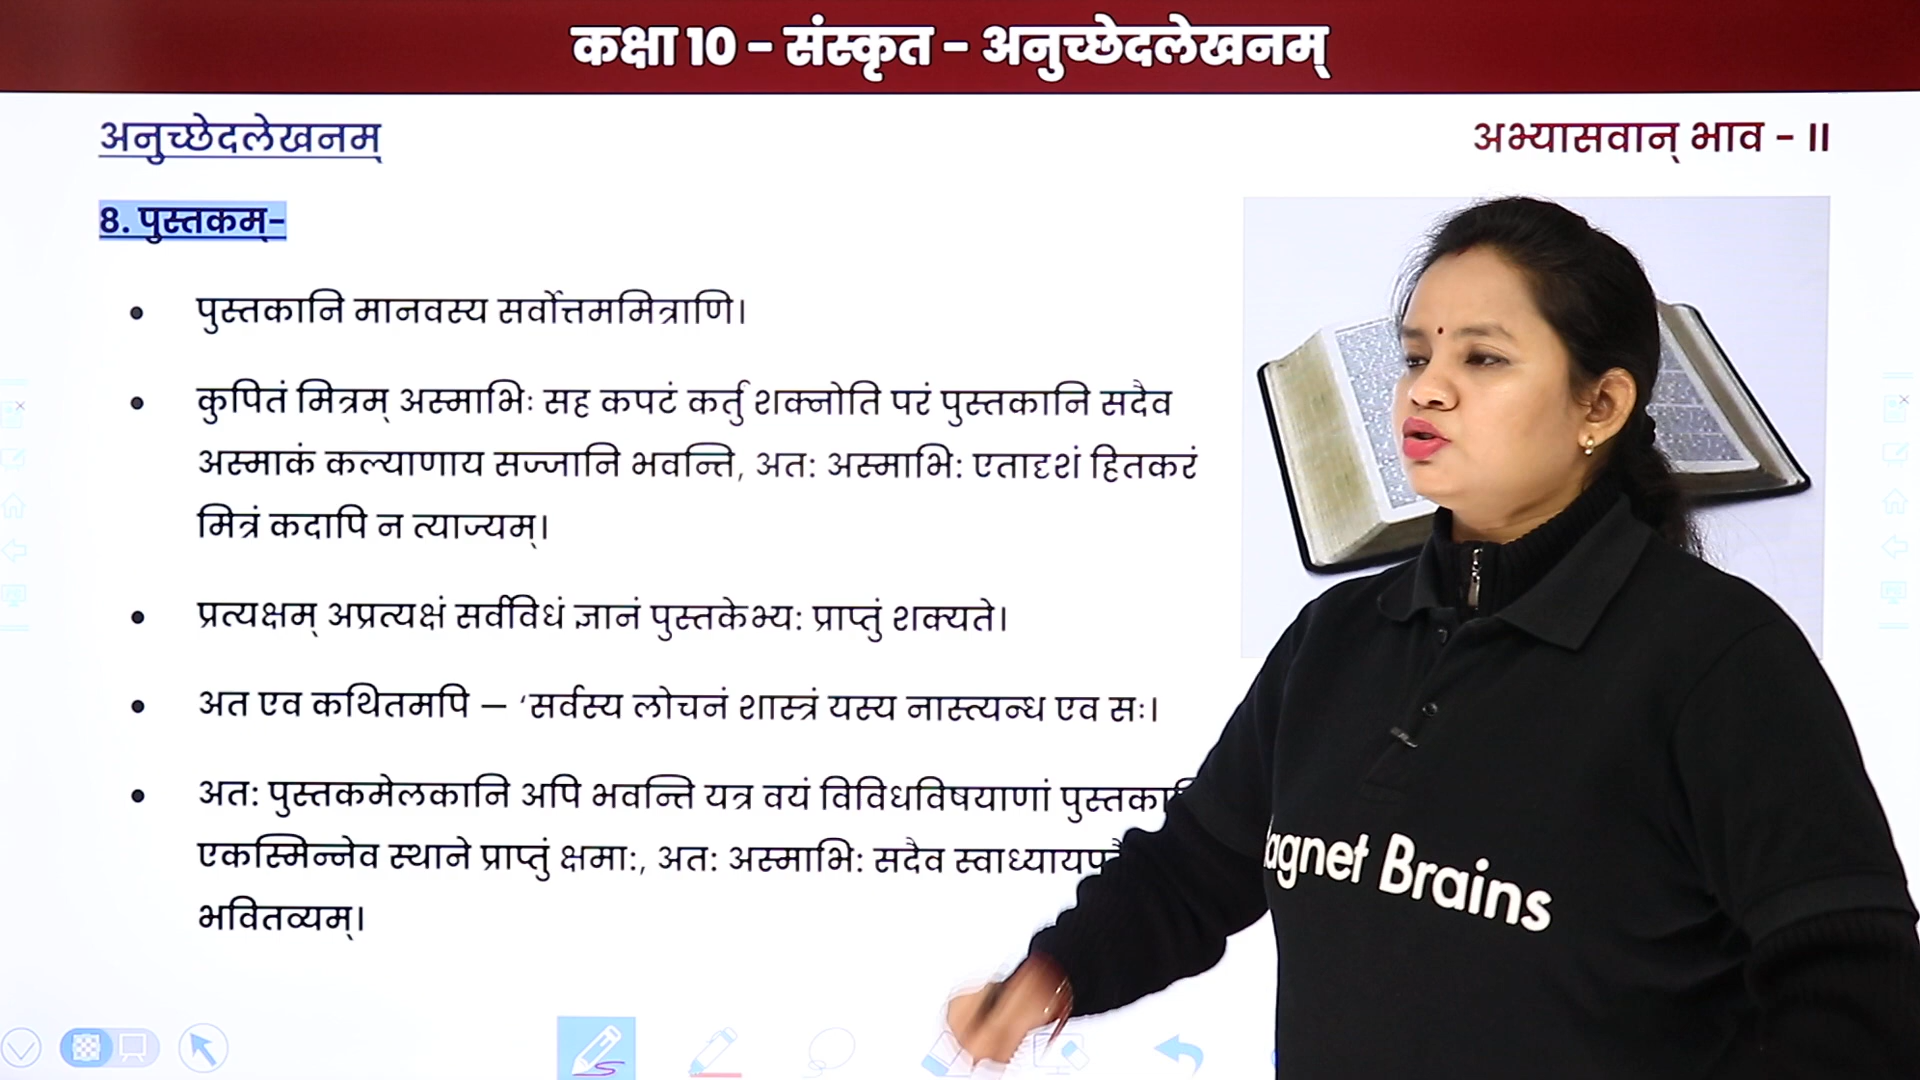 कक्षा 10 – संस्कृत – अनुच्छेदलेखनम्
अनुच्छेदलेखनम्
अभ्यासवान् भाव – II
8. पुस्तकम्-
• पुस्तकानि मानवस्य सर्वोत्तममित्राणि।
• कुपितं मित्रम् अस्माभिः सह कपटं कर्तु शक्नोति परं पुस्तकानि सदैव
अस्माकं कल्याणाय सज्जानि भवन्ति, अतः अस्माभिः एतादृशं हितकरं
मित्रं कदापि न त्याज्यम्।
• प्रत्यक्षम् अप्रत्यक्षं सर्वविधं ज्ञानं पुस्तकेभ्यः प्राप्तुं शक्यते।
• अत एव कथितमपि – ‘सर्वस्य लोचनं शास्त्रं यस्य नास्त्यन्ध एव सः।
• अतः पुस्तकमेलकानि अपि भवन्ति यत्र वयं विविधविषयाणां
एकस्मिन्नेव स्थाने प्राप्तुं क्षमाः, अतः अस्माभिः सदैव
भवितव्यम्।
agnet Brains